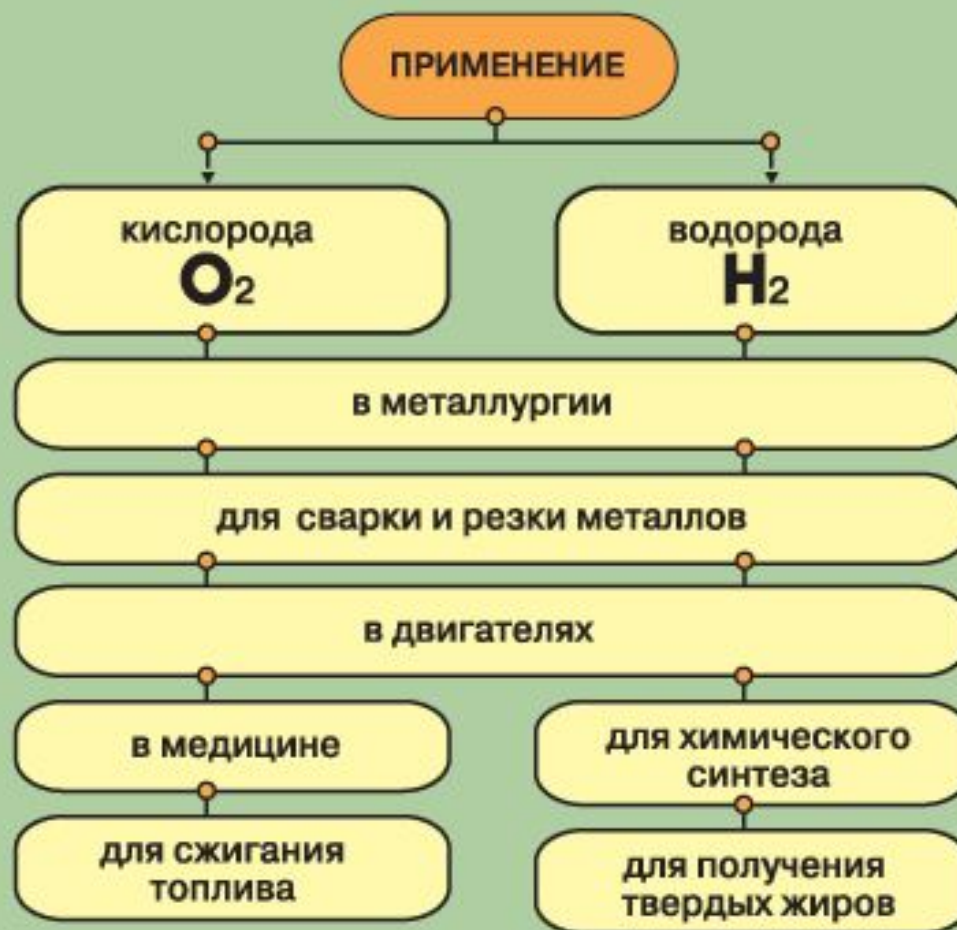 ПРИМЕНЕНИЕ
кислорода
O₂
водорода
H₂
в металлургии
для сварки и резки металлов
в двигателях
в медицине
для химического
синтеза
для сжигания
топлива
для получения
твердых жиров